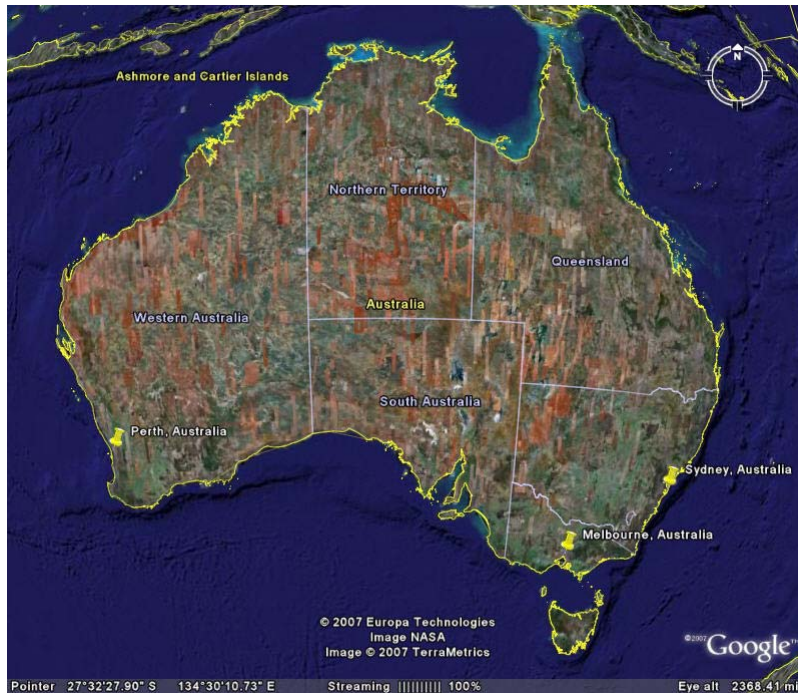 Ashmore and Cartier Islands
N
Northern Territory
Queensland
Australia
Western Australia
South Australia
Perth, Australia
Sydney, Australia
Melbourne, Australia
© 2007 Europa Technologies
Image NASA
Image © 2007 TerraMetrics
©2007 Google™
Pointer 27°32'27.90" S 134°30'10.73" E Streaming |||||||||| 100% Eye alt 2368.41 mi